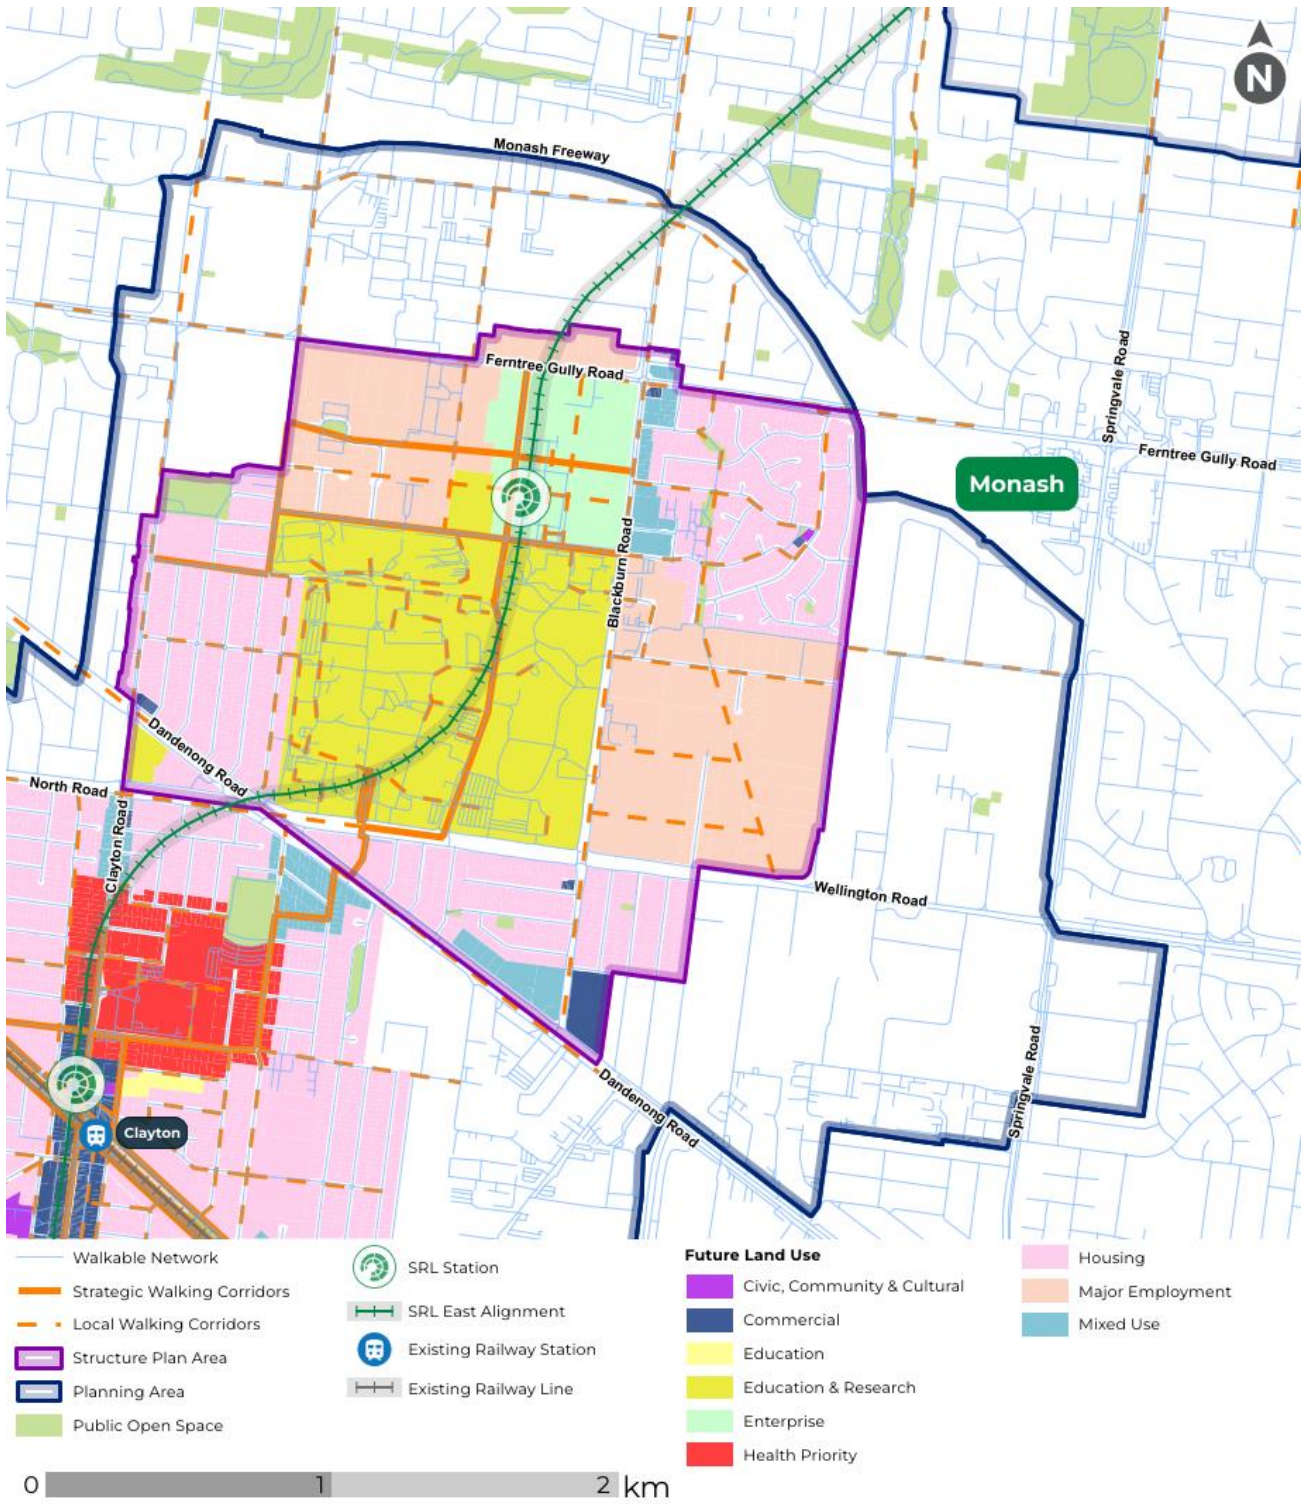 N
Monash Freeway
Springvale Road
Ferntree Gully Road
Ferntree Gully Road
Monash
Blackburn Road
Dandenong Road
North Road
Clayton Road
Wellington Road
Springvale Road
Dandenong Road
Clayton
Walkable Network
Strategic Walking Corridors
Local Walking Corridors
Structure Plan Area
Planning Area
Public Open Space
SRL Station
SRL East Alignment
Existing Railway Station
Existing Railway Line
Future Land Use
Civic, Community & Cultural
Commercial
Education
Education & Research
Enterprise
Health Priority
Housing
Major Employment
Mixed Use
0 1 2 km